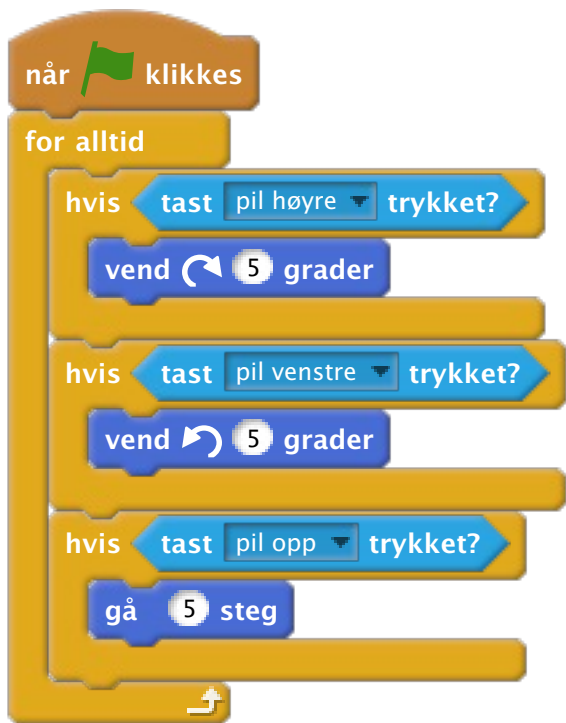 når klikkes
for alltid
hvis tast pil høyre trykket?
vend 5 grader
hvis tast pil venstre trykket?
vend 5 grader
hvis tast pil opp trykket?
gå 5 steg